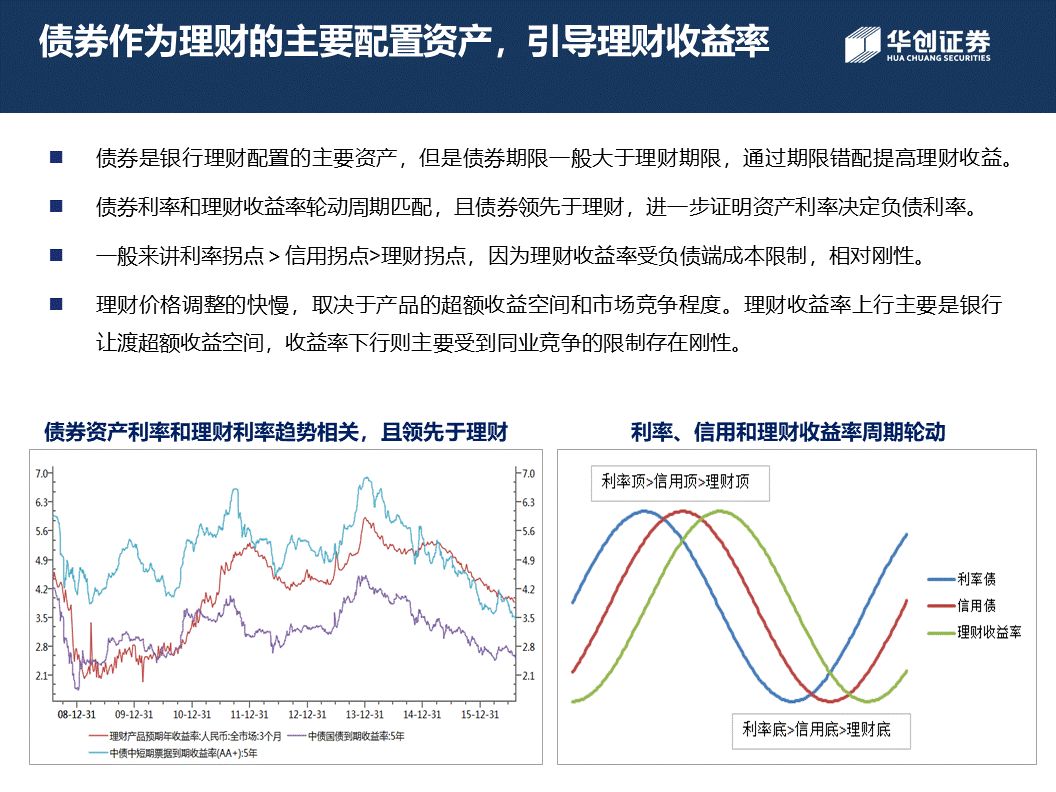 债券作为理财的主要配置资产，引导理财收益率
华创证券
HUA CHUANG SECURITIES
债券是银行理财配置的主要资产，但是债券期限一般大于理财期限，通过期限错配提高理财收益。
债券利率和理财收益率轮动周期匹配，且债券领先于理财，进一步证明资产利率决定负债利率。
一般来讲利率拐点＞信用拐点>理财拐点，因为理财收益率受负债端成本限制，相对刚性。
理财价格调整的快慢，取决于产品的超额收益空间和市场竞争程度。理财收益率上行主要是银行
让渡超额收益空间，收益率下行则主要受到同业竞争的限制存在刚性。
债券资产利率和理财利率趋势相关，且领先于理财
7.0 7.0
6.3 6.3
5.6 5.6
4.9 4.9
4.2 4.2
3.5 3.5
2.8 2.8
2.1 2.1
08-12-31 09-12-31 10-12-31 11-12-31 12-12-31 13-12-31 14-12-31 15-12-31
理财产品预期年收益率:人民币:全市场:3个月 中债国债到期收益率:5年
中债中短期票据到期收益率(AA+):5年
利率、信用和理财收益率周期轮动
利率顶>信用顶>理财顶
利率债
信用债
理财收益率
利率底>信用底>理财底